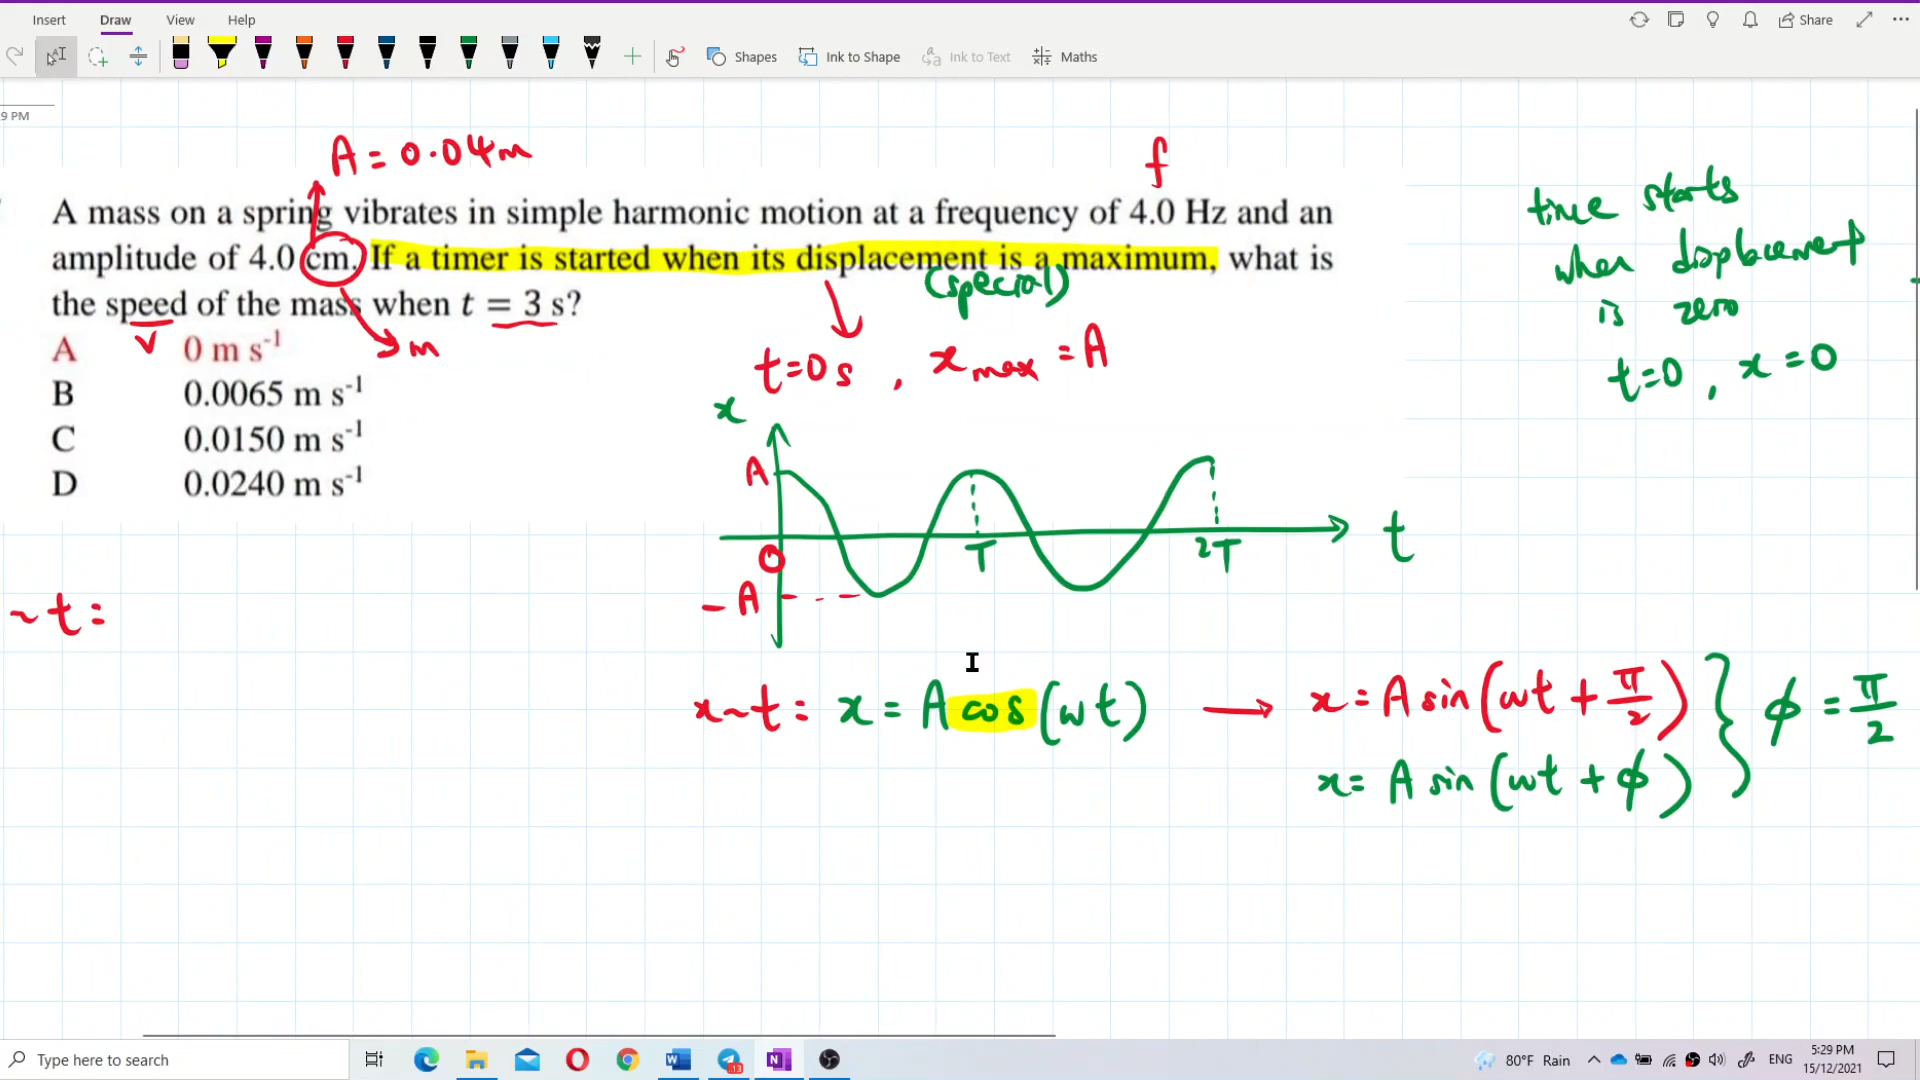 Insert Draw View Help
Share
Shapes Ink to Shape Ink to Text Maths
9 PM
A = 0.04m
f
A mass on a spring vibrates in simple harmonic motion at a frequency of 4.0 Hz and an
amplitude of 4.0 cm. If a timer is started when its displacement is a maximum, what is
the speed of the mass when t = 3 s?
(special)
v
m
A 0 m s⁻¹
B 0.0065 m s⁻¹
C 0.0150 m s⁻¹
D 0.0240 m s⁻¹
t=0s , x max = A
time starts
when displacement
is zero
t=0 , x = 0
x
A
O
- A
T
2T
t
~ t :
x~t : x = A cos (ωt) → x = A sin (ωt + π/2) } ϕ = π/2
x = A sin (ωt + ϕ)
Type here to search
13
80°F Rain
ENG
5:29 PM
15/12/2021